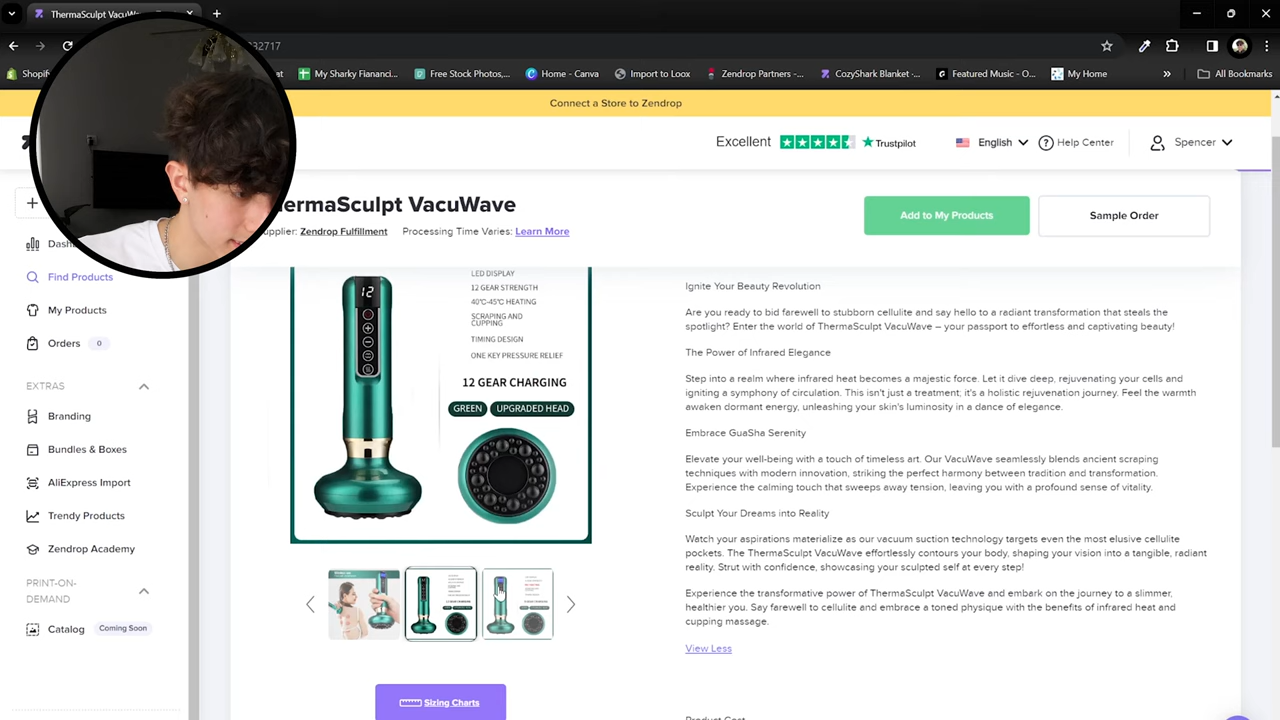 ThermaSculpt VacuWave
32717
Shopif
My Sharky Fiananci...
Free Stock Photos,...
Home - Canva
Import to Loox
Zendrop Partners -...
CozyShark Blanket -...
Featured Music - O...
My Home
»
All Bookmarks
Connect a Store to Zendrop
Excellent
Trustpilot
English
Help Center
Spencer
ermaSculpt VacuWave
upplier: Zendrop Fulfillment
Processing Time Varies: Learn More
Add to My Products
Sample Order
Dash
Find Products
My Products
Orders 0
EXTRAS
Branding
Bundles & Boxes
AliExpress Import
Trendy Products
Zendrop Academy
PRINT-ON-
DEMAND
Catalog Coming Soon
12
LED DISPLAY
12 GEAR STRENGTH
40℃-45℃ HEATING
SCRAPING AND
CUPPING
TIMING DESIGN
ONE KEY PRESSURE RELIEF
12 GEAR CHARGING
GREEN UPGRADED HEAD
Sizing Charts
Ignite Your Beauty Revolution
Are you ready to bid farewell to stubborn cellulite and say hello to a radiant transformation that steals the
spotlight? Enter the world of ThermaSculpt VacuWave – your passport to effortless and captivating beauty!
The Power of Infrared Elegance
Step into a realm where infrared heat becomes a majestic force. Let it dive deep, rejuvenating your cells and
igniting a symphony of circulation. This isn't just a treatment; it's a holistic rejuvenation journey. Feel the warmth
awaken dormant energy, unleashing your skin's luminosity in a dance of elegance.
Embrace GuaSha Serenity
Elevate your well-being with a touch of timeless art. Our VacuWave seamlessly blends ancient scraping
techniques with modern innovation, striking the perfect harmony between tradition and transformation.
Experience the calming touch that sweeps away tension, leaving you with a profound sense of vitality.
Sculpt Your Dreams into Reality
Watch your aspirations materialize as our vacuum suction technology targets even the most elusive cellulite
pockets. The ThermaSculpt VacuWave effortlessly contours your body, shaping your vision into a tangible, radiant
reality. Strut with confidence, showcasing your sculpted self at every step!
Experience the transformative power of ThermaSculpt VacuWave and embark on the journey to a slimmer,
healthier you. Say farewell to cellulite and embrace a toned physique with the benefits of infrared heat and
cupping massage.
View Less
Product Cost